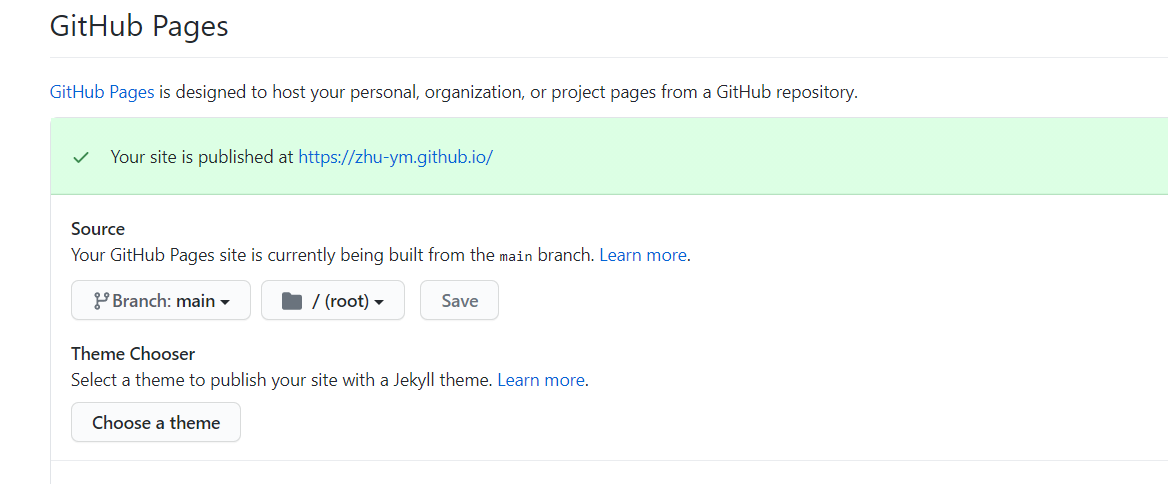 GitHub Pages
GitHub Pages is designed to host your personal, organization, or project pages from a GitHub repository.
Your site is published at https://zhu-ym.github.io/
Source
Your GitHub Pages site is currently being built from the main branch. Learn more.
Branch: main / (root) Save
Theme Chooser
Select a theme to publish your site with a Jekyll theme. Learn more.
Choose a theme